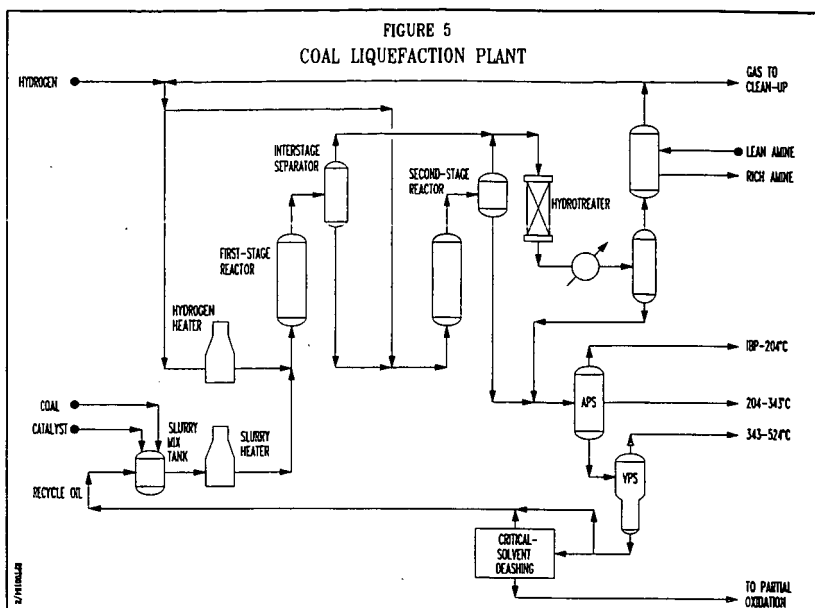 FIGURE 5
COAL LIQUEFACTION PLANT
HYDROGEN
GAS TO
CLEAN-UP
INTERSTAGE
SEPARATOR
SECOND-STAGE
REACTOR
LEAN AMINE
RICH AMINE
HYDROTREATER
FIRST-STAGE
REACTOR
HYDROGEN
HEATER
IBP-204°C
COAL
CATALYST
SLURRY
MIX
TANK
SLURRY
HEATER
APS
204-343°C
343-524°C
RECYCLE OIL
VPS
CRITICAL-
SOLVENT
DEASHING
TO PARTIAL
OXIDATION